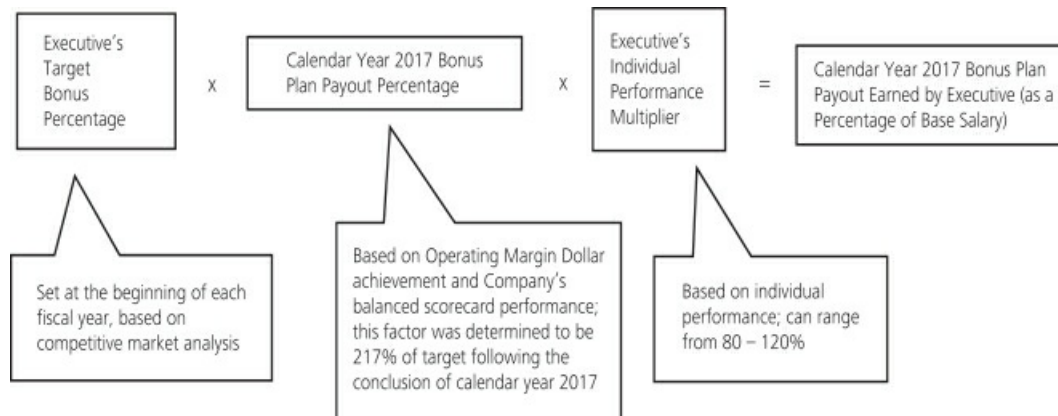 Executive's
Target
Bonus
Percentage
x
Calendar Year 2017 Bonus
Plan Payout Percentage
x
Executive's
Individual
Performance
Multiplier
=
Calendar Year 2017 Bonus Plan
Payout Earned by Executive (as a
Percentage of Base Salary)
Set at the beginning of each
fiscal year, based on
competitive market analysis
Based on Operating Margin Dollar
achievement and Company's
balanced scorecard performance;
this factor was determined to be
217% of target following the
conclusion of calendar year 2017
Based on individual
performance; can range
from 80 – 120%